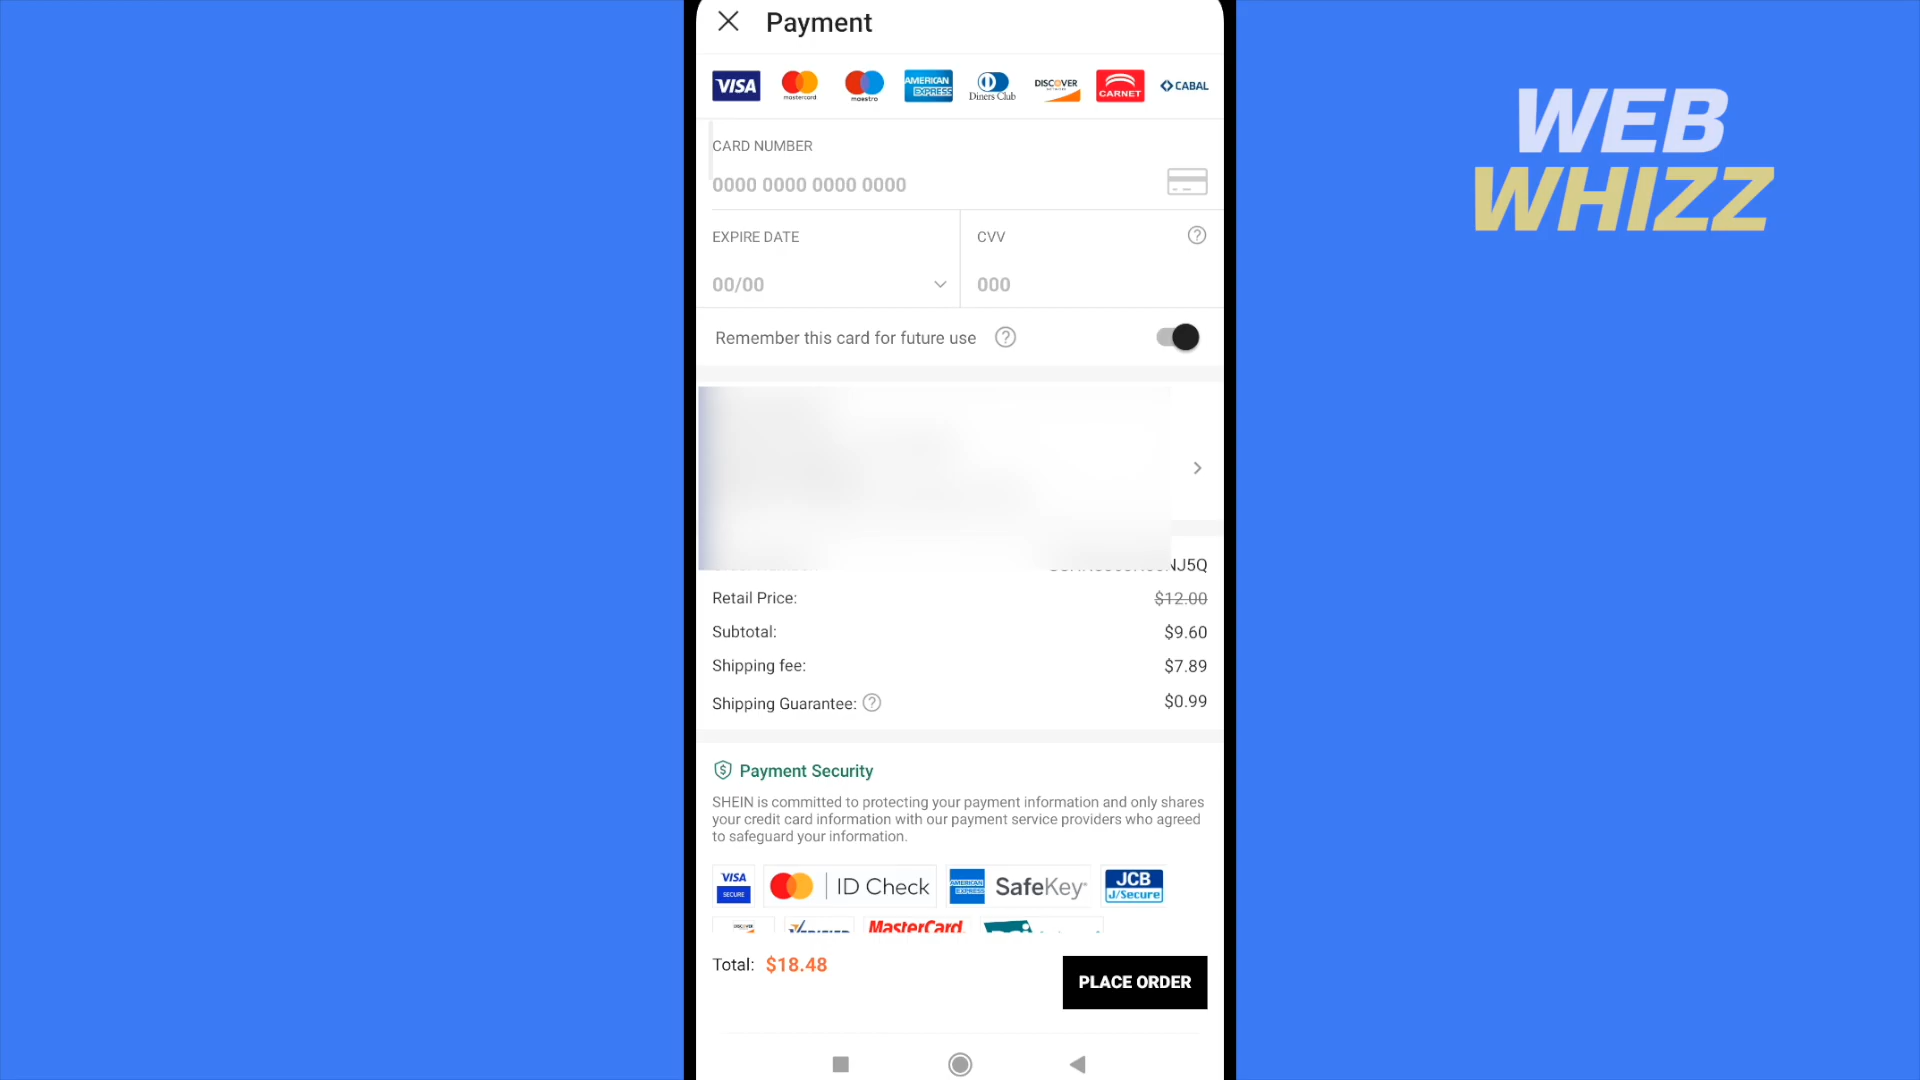 Payment
VISA
mastercard
maestro
AMERICAN EXPRESS
Diners Club
DISCOVER
CARNET
CABAL
WEB
WHIZZ
CARD NUMBER
0000 0000 0000 0000
EXPIRE DATE
CVV
00/00
000
Remember this card for future use
NJ5Q
Retail Price: $12.00
Subtotal: $9.60
Shipping fee: $7.89
Shipping Guarantee: $0.99
Payment Security
SHEIN is committed to protecting your payment information and only shares
your credit card information with our payment service providers who agreed
to safeguard your information.
VISA
SECURE
ID Check
AMERICAN EXPRESS
SafeKey
JCB
J/Secure
DISCOVER
VERIFIED
MasterCard
Total: $18.48
PLACE ORDER